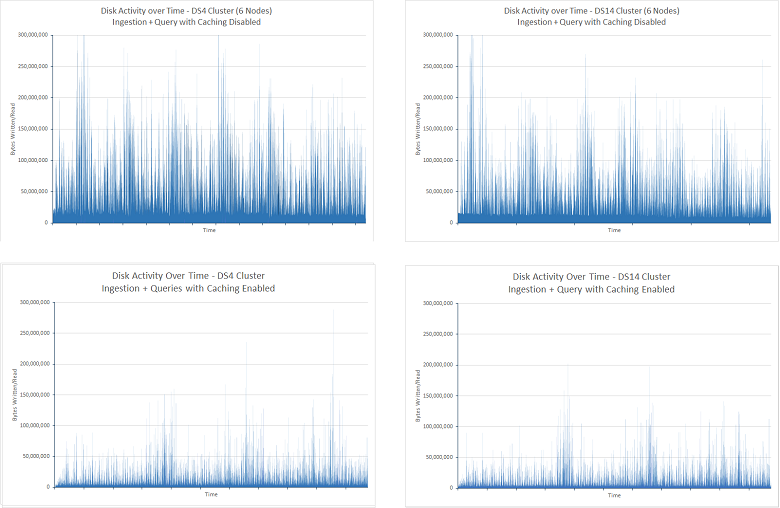 Disk Activity over Time - DS4 Cluster (6 Nodes)
Ingestion + Query with Caching Disabled
300,000,000
250,000,000
200,000,000
150,000,000
100,000,000
50,000,000
0
Bytes Written/Read
Time
Disk Activity over Time - DS14 Cluster (6 Nodes)
Ingestion + Query with Caching Disabled
300,000,000
250,000,000
200,000,000
150,000,000
100,000,000
50,000,000
0
Bytes Written/Read
Time
Disk Activity Over Time - DS4 Cluster
Ingestion + Queries with Caching Enabled
300,000,000
250,000,000
200,000,000
150,000,000
100,000,000
50,000,000
0
Bytes Written/Read
Time
Disk Activity Over Time - DS14 Cluster
Ingestion + Query with Caching Enabled
300,000,000
250,000,000
200,000,000
150,000,000
100,000,000
50,000,000
0
Bytes Written/Read
Time